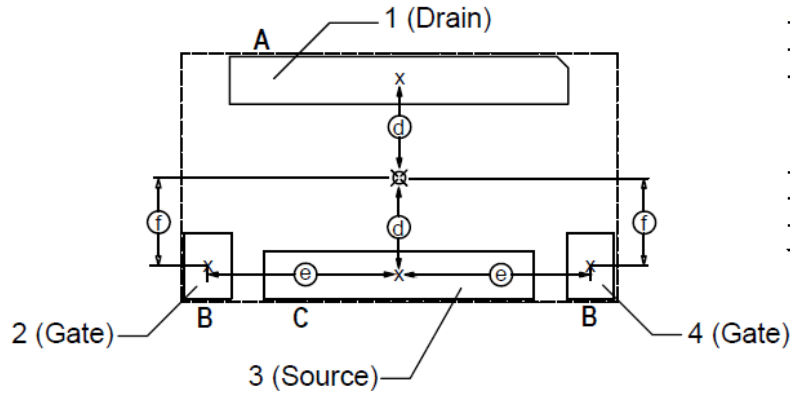 1 (Drain)
A
x
d
f
f
d
x
e
x
e
x
B
C
B
2 (Gate)
4 (Gate)
3 (Source)